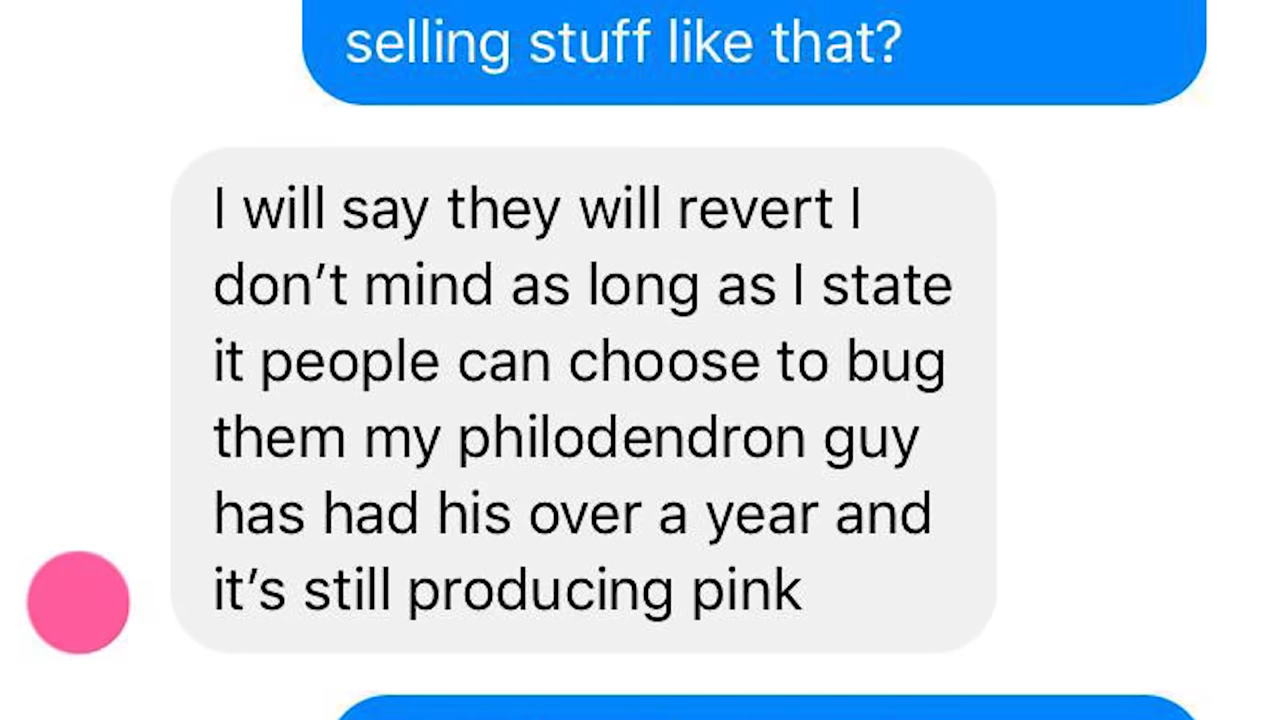 selling stuff like that?
I will say they will revert I
don't mind as long as I state
it people can choose to bug
them my philodendron guy
has had his over a year and
it's still producing pink